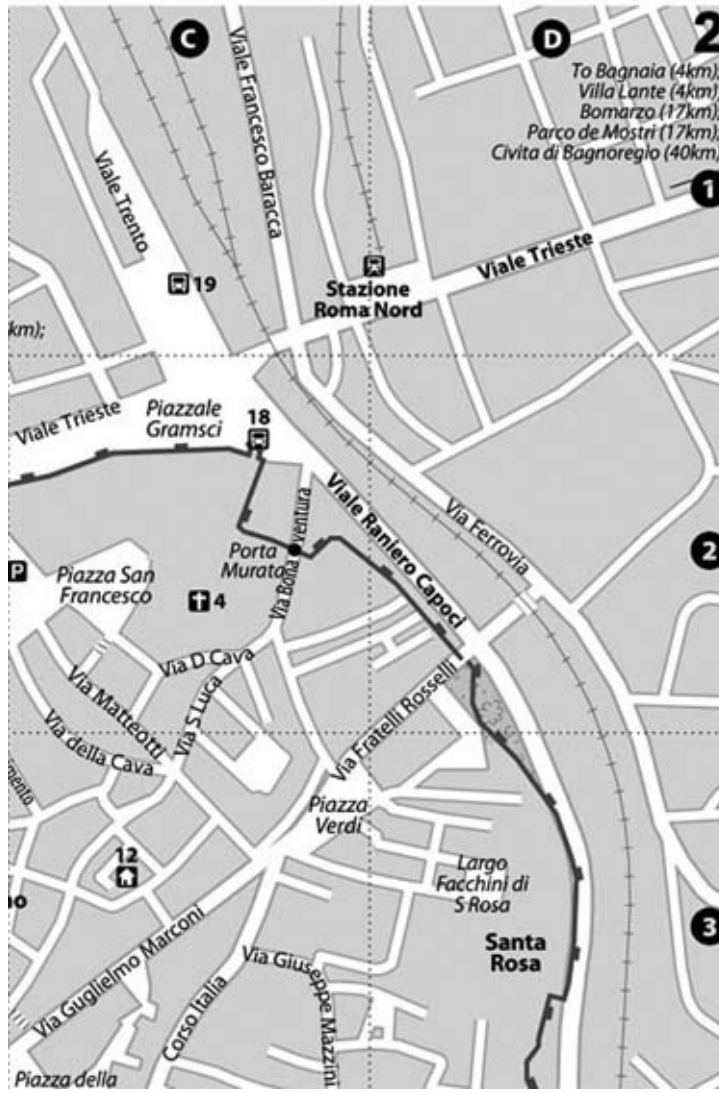 C
D
2
To Bagnaia (4km);
Villa Lante (4km);
Bomarzo (17km);
Parco de Mostri (17km);
Civita di Bagnoregio (40km)
1
Viale Francesco Baracca
Viale Trento
Viale Trieste
19
Stazione
Roma Nord
km);
Viale Trieste
Piazzale
Gramsci
18
Viale Raniero Capoci
Via Ferrovia
Via Bona ventura
Porta
Murata
2
P
Piazza San
Francesco
4
Via D Cava
Via Matteotti
Via S Luca
Via Fratelli Rosselli
Via della Cava
mento
Piazza
Verdi
12
Largo
Facchini di
S Rosa
no
3
Santa
Rosa
Via Guglielmo Marconi
Via Giuseppe Mazzini
Corso Italia
Piazza della